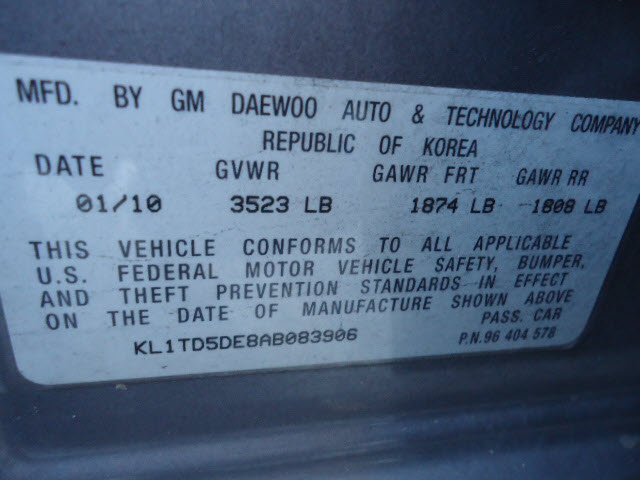 MFD. BY GM DAEWOO AUTO & TECHNOLOGY COMPANY
REPUBLIC OF KOREA
DATE GVWR GAWR FRT GAWR RR
01/10 3523 LB 1874 LB 1808 LB
THIS VEHICLE CONFORMS TO ALL APPLICABLE
U.S. FEDERAL MOTOR VEHICLE SAFETY, BUMPER,
AND THEFT PREVENTION STANDARDS IN EFFECT
ON THE DATE OF MANUFACTURE SHOWN ABOVE
PASS. CAR
KL1TD5DE8AB083906 P.N.96 404 578